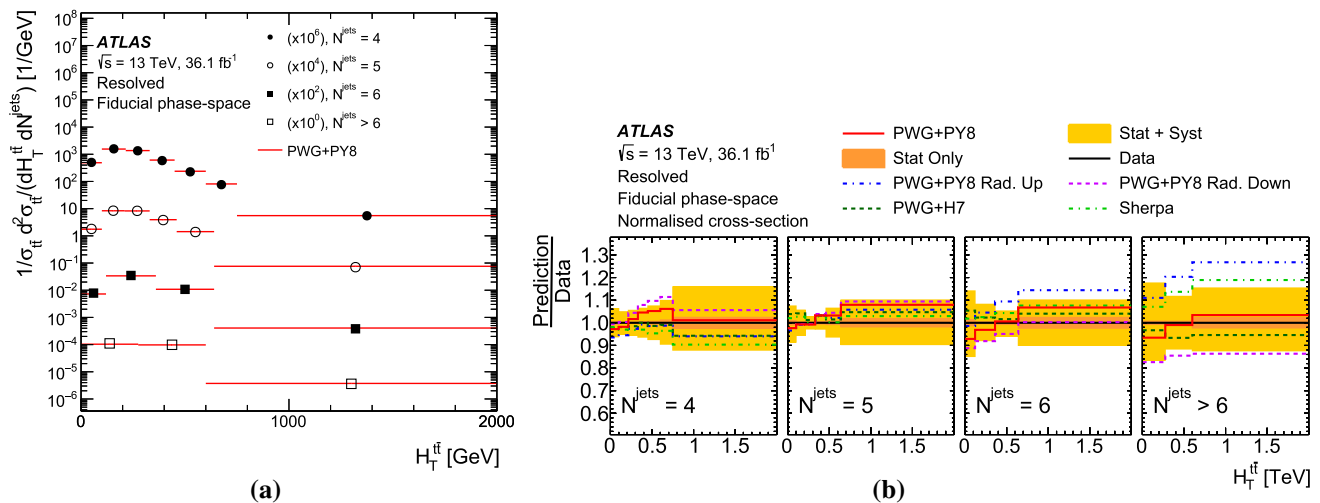 ATLAS
√s = 13 TeV, 36.1 fb⁻¹
Resolved
Fiducial phase-space
(x10⁶), N^jets = 4
(x10⁴), N^jets = 5
(x10²), N^jets = 6
(x10⁰), N^jets > 6
PWG+PY8
1/σ_tt̄ d²σ_tt̄/(dH_T^tt̄ dN^jets) [1/GeV]
10⁸
10⁷
10⁶
10⁵
10⁴
10³
10²
10
1
10⁻¹
10⁻²
10⁻³
10⁻⁴
10⁻⁵
10⁻⁶
1000
2000
H_T^tt̄ [GeV]
(a)
ATLAS
√s = 13 TeV, 36.1 fb⁻¹
Resolved
Fiducial phase-space
Normalised cross-section
PWG+PY8
Stat Only
PWG+PY8 Rad. Up
PWG+H7
Stat + Syst
Data
PWG+PY8 Rad. Down
Sherpa
Prediction
Data
1.3
1.2
1.1
1.0
0.9
0.8
0.7
0.6
N^jets = 4
N^jets = 5
N^jets = 6
N^jets > 6
0 0.5 1 1.5
0 0.5 1 1.5
0 0.5 1 1.5
0 0.5 1 1.5
H_T^tt̄ [TeV]
(b)